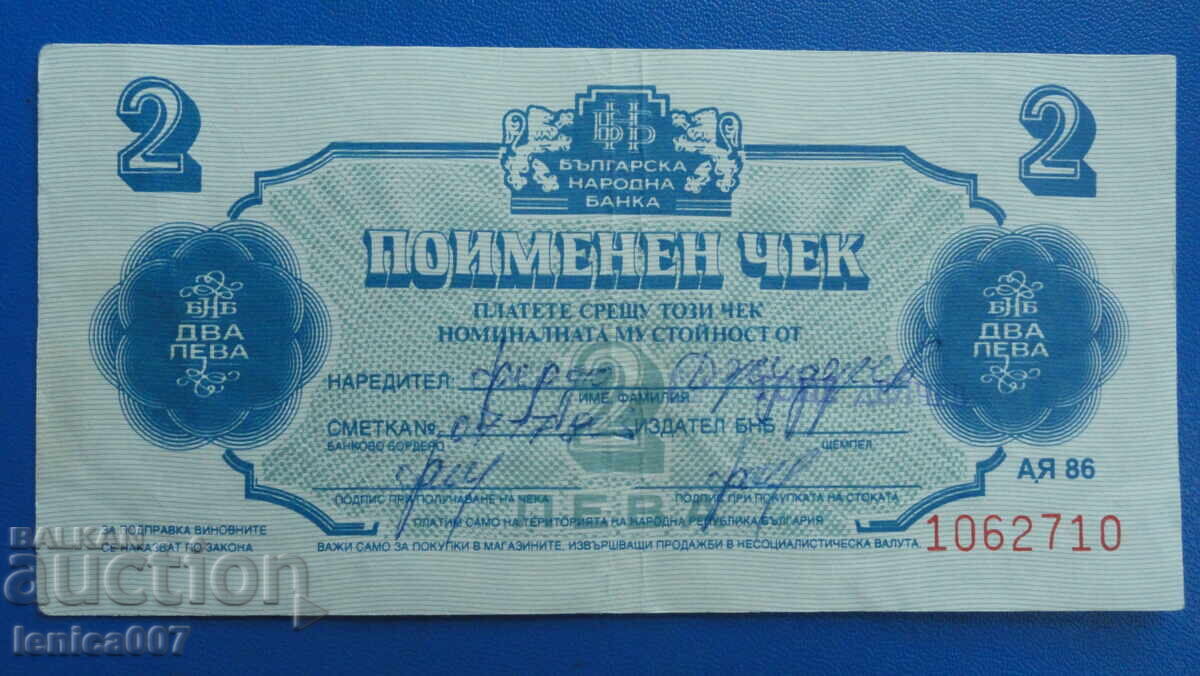 2
2
БНБ
БЪЛГАРСКА
НАРОДНА
БАНКА
ПОИМЕНЕН ЧЕК
ПЛАТЕТЕ СРЕЩУ ТОЗИ ЧЕК
НОМИНАЛНАТА МУ СТОЙНОСТ ОТ
БНБ
ДВА
ЛЕВА
БНБ
ДВА
ЛЕВА
2
ЛЕВА
НАРЕДИТЕЛ
ИМЕ, ФАМИЛИЯ
СМЕТКА № ИЗДАТЕЛ БНБ
БАНКОВО БОРДЕРО ЩЕМПЕЛ
АЯ 86
ПОДПИС ПРИ ПОЛУЧАВАНЕ НА ЧЕКА ПОДПИС ПРИ ПОКУПКАТА НА СТОКАТА
ПЛАТИМ САМО НА ТЕРИТОРИЯТА НА НАРОДНА РЕПУБЛИКА БЪЛГАРИЯ
ЗА ПОДПРАВКА ВИНОВНИТЕ
СЕ НАКАЗВАТ ПО ЗАКОНА
ВАЖИ САМО ЗА ПОКУПКИ В МАГАЗИНИТЕ, ИЗВЪРШВАЩИ ПРОДАЖБИ В НЕСОЦИАЛИСТИЧЕСКА ВАЛУТА.
1062710
BALKAN
auction
lenica007